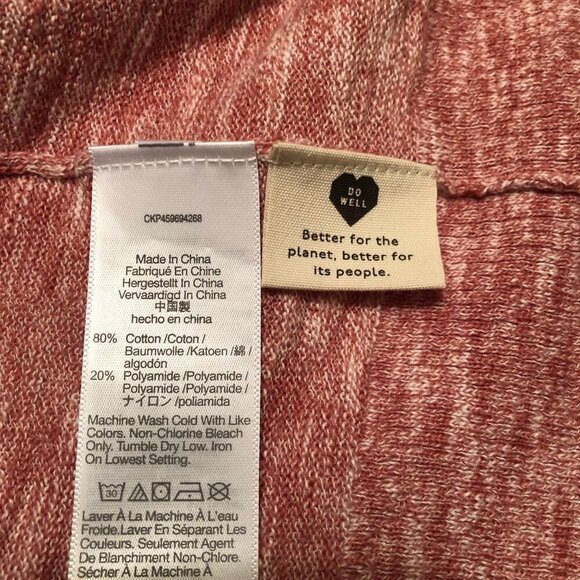 CKP459694268
Made In China
Fabriqué En Chine
Hergestellt In China
Vervaardigd In China
中国製
hecho en china
80% Cotton /Coton /
Baumwolle /Katoen /綿 /
algodón
20% Polyamide /Polyamide /
Polyamide /Polyamide /
ナイロン /poliamida
Machine Wash Cold With Like
Colors. Non-Chlorine Bleach
Only. Tumble Dry Low. Iron
On Lowest Setting.
30
Laver À La Machine À L'eau
Froide.Laver En Séparant Les
Couleurs. Seulement Agent
De Blanchiment Non-Chlore.
Sécher À La Machine À
DO
WELL
Better for the
planet, better for
its people.